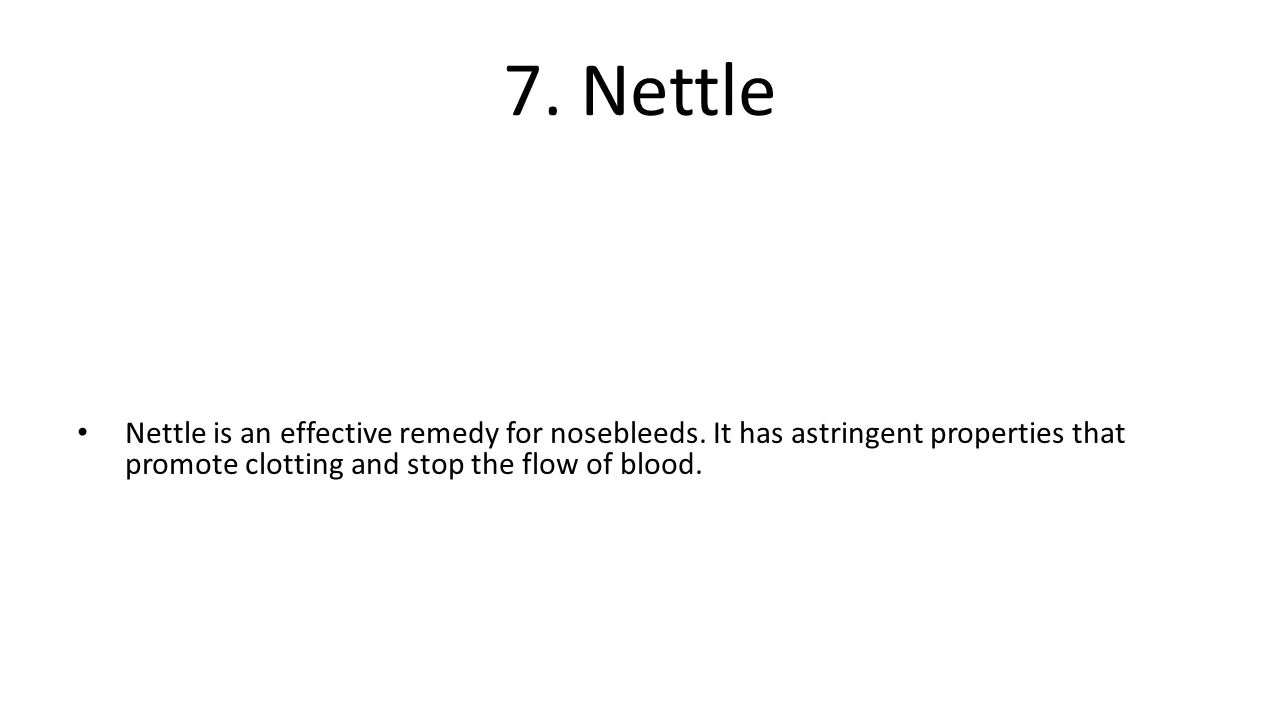 7. Nettle
• Nettle is an effective remedy for nosebleeds. It has astringent properties that
promote clotting and stop the flow of blood.